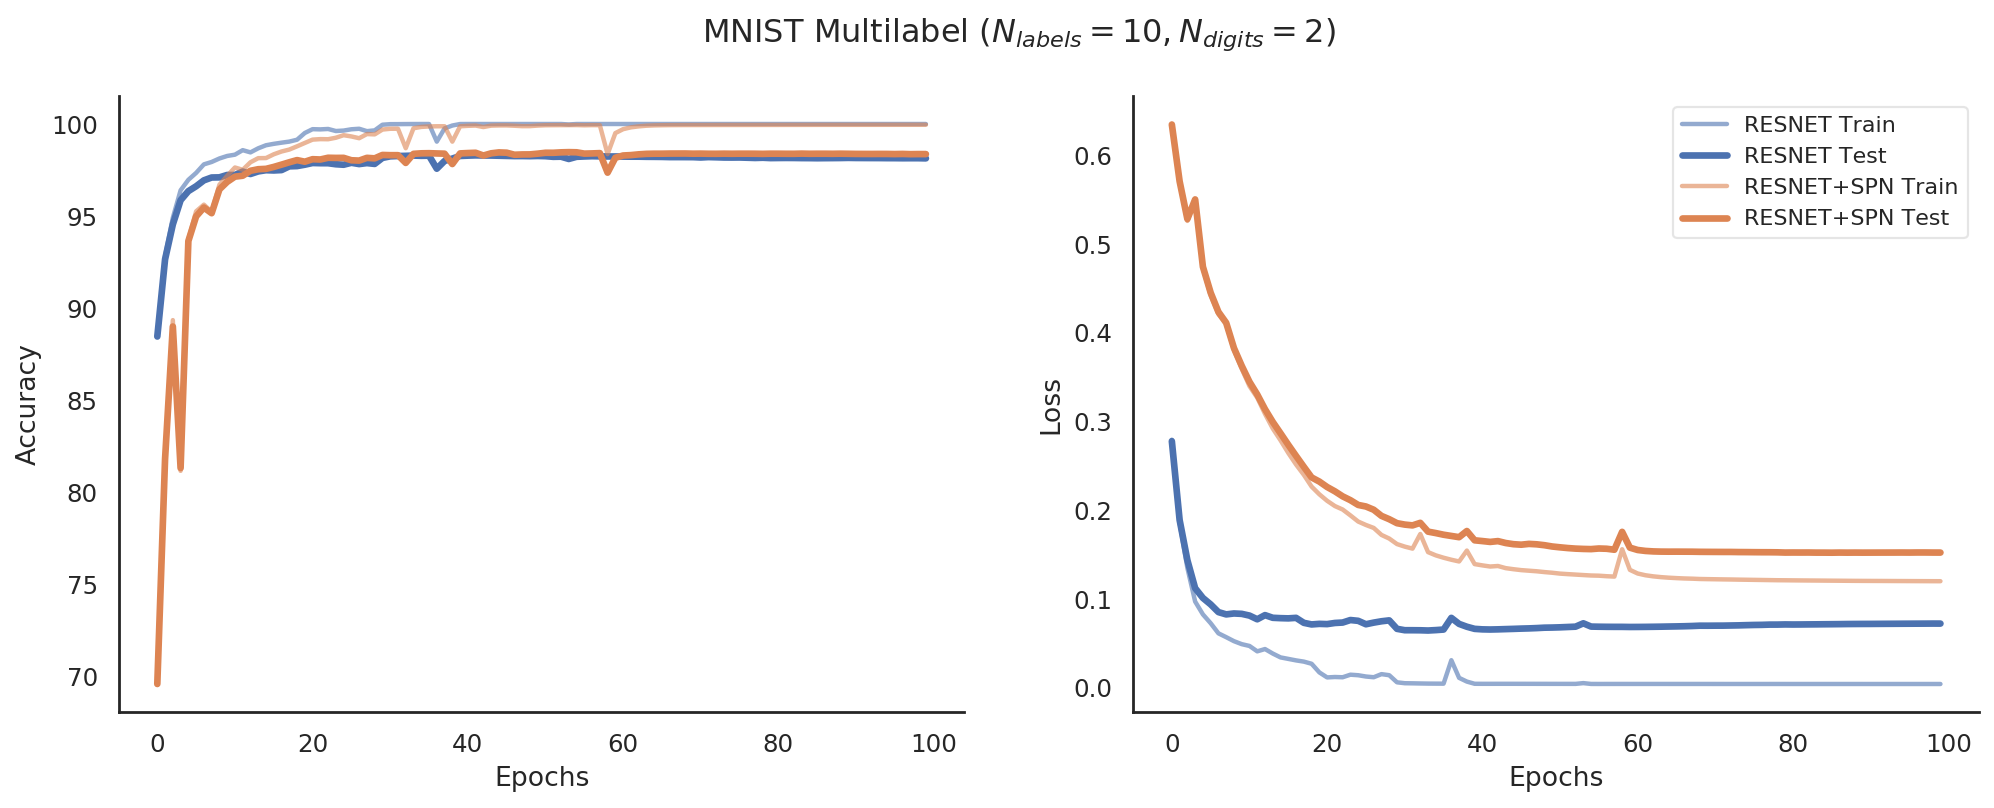 MNIST Multilabel (N_labels = 10, N_digits = 2)
Accuracy
100
95
90
85
80
75
70
0 20 40 60 80 100
Epochs
Loss
0.6
0.5
0.4
0.3
0.2
0.1
0.0
0 20 40 60 80 100
Epochs
RESNET Train
RESNET Test
RESNET+SPN Train
RESNET+SPN Test